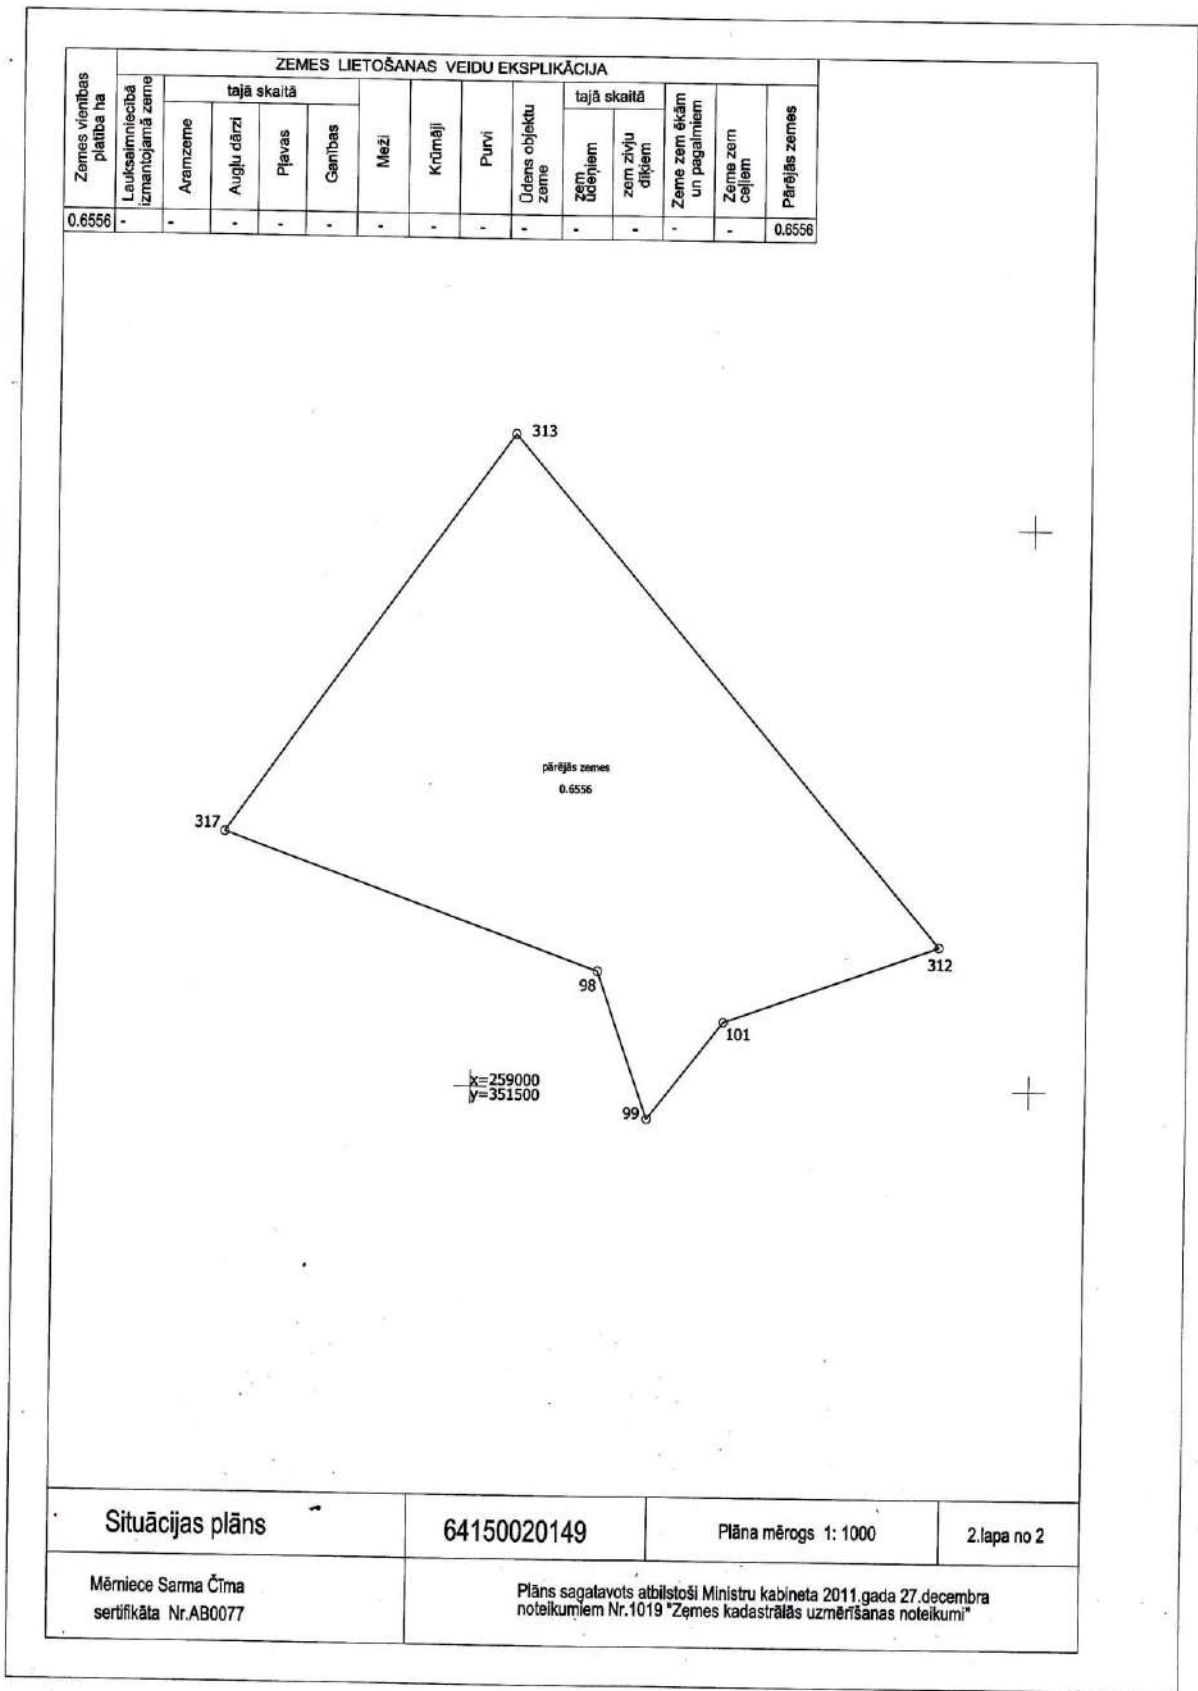 ZEMES LIETOŠANAS VEIDU EKSPLIKĀCIJA
Zemes vienības
platība ha
Lauksaimniecībā
izmantojamā zeme
tajā skaitā
Aramzeme
Augļu dārzi
Pļavas
Ganības
Meži
Krūmāji
Purvi
Ūdens objektu
zeme
tajā skaitā
zem
ūdeņiem
zem zivju
dīķiem
Zeme zem ēkām
un pagalmiem
Zeme zem
ceļiem
Pārējās zemes
0.6556 - - - - - - - - - - - - - 0.6556
313
pārējās zemes
0.6556
317
312
98
101
x=259000
y=351500
99
Situācijas plāns
64150020149
Plāna mērogs 1: 1000
2.lapa no 2
Mērniece Sarma Čīma
sertifikāta Nr.AB0077
Plāns sagatavots atbilstoši Ministru kabineta 2011.gada 27.decembra
noteikumiem Nr.1019 "Zemes kadastrālās uzmērīšanas noteikumi"